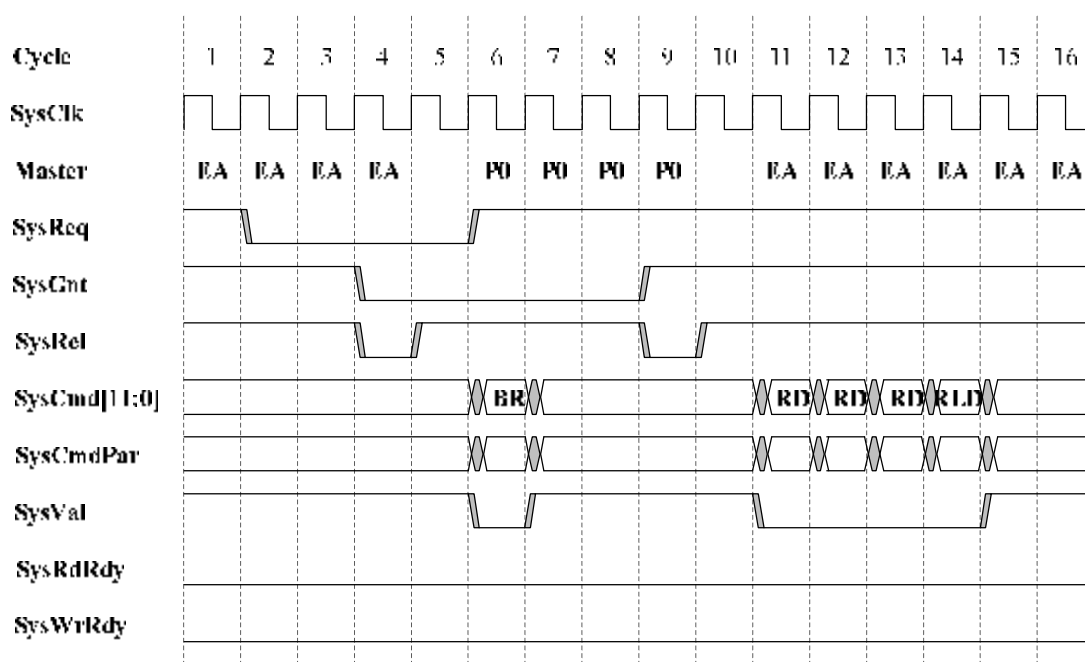 Cycle 1 2 3 4 5 6 7 8 9 10 11 12 13 14 15 16
SysClk
Master EA EA EA EA P0 P0 P0 P0 EA EA EA EA EA EA
SysReq
SysGnt
SysRel
SysCmd[11:0] BR RD RD RD RLD
SysCmdPar
SysVal
SysRdRdy
SysWrRdy